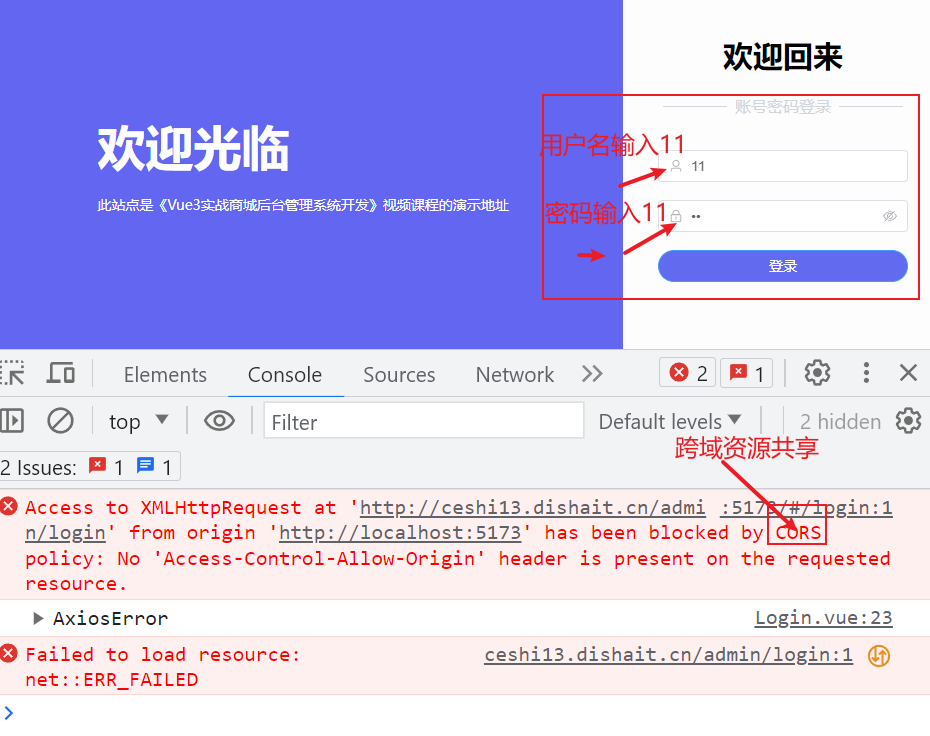 欢迎回来
账号密码登录
欢迎光临
此站点是《Vue3实战商城后台管理系统开发》视频课程的演示地址
用户名输入11
11
密码输入11
••
登录
Elements Console Sources Network 2 1
top Filter Default levels 2 hidden
跨域资源共享
2 Issues: 1 1
Access to XMLHttpRequest at 'http://ceshi13.dishait.cn/admi :5173/#/login:1
n/login' from origin 'http://localhost:5173' has been blocked by CORS
policy: No 'Access-Control-Allow-Origin' header is present on the requested
resource.
AxiosError Login.vue:23
Failed to load resource: ceshi13.dishait.cn/admin/login:1
net::ERR_FAILED